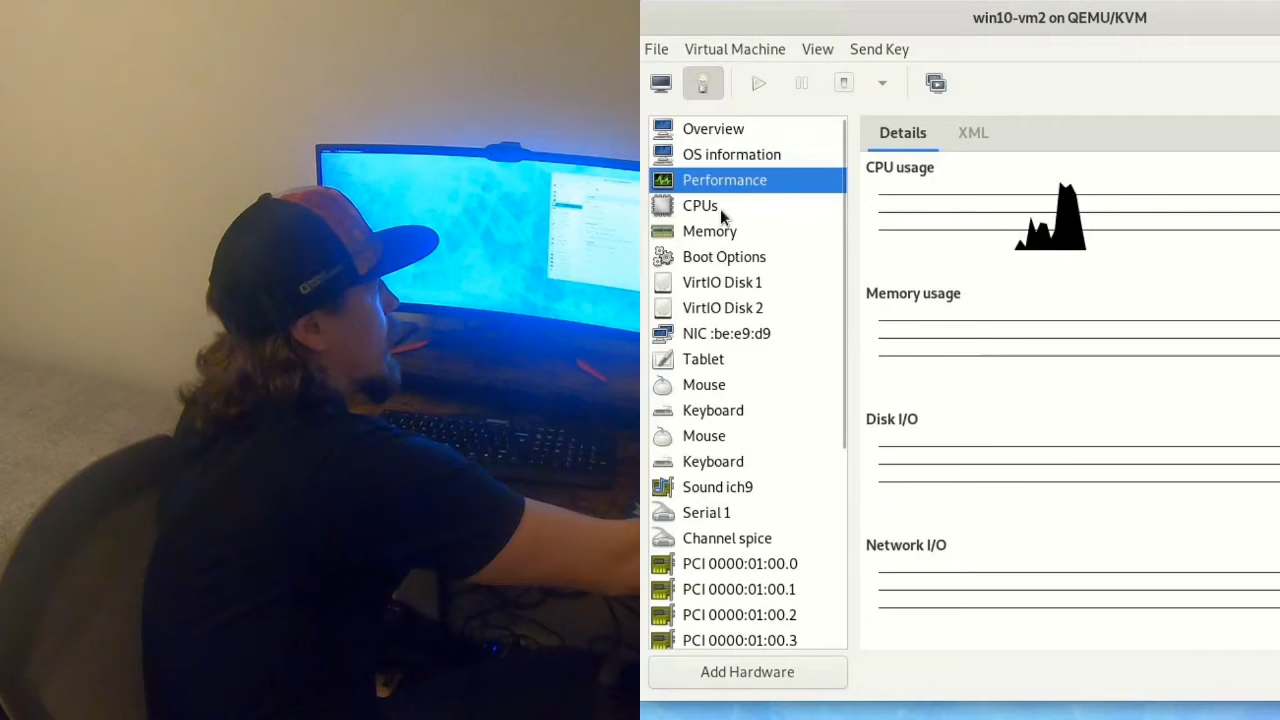 win10-vm2 on QEMU/KVM
File Virtual Machine View Send Key
Overview
OS information
Performance
CPUs
Memory
Boot Options
VirtIO Disk 1
VirtIO Disk 2
NIC :be:e9:d9
Tablet
Mouse
Keyboard
Mouse
Keyboard
Sound ich9
Serial 1
Channel spice
PCI 0000:01:00.0
PCI 0000:01:00.1
PCI 0000:01:00.2
PCI 0000:01:00.3
Add Hardware
Details XML
CPU usage
Memory usage
Disk I/O
Network I/O